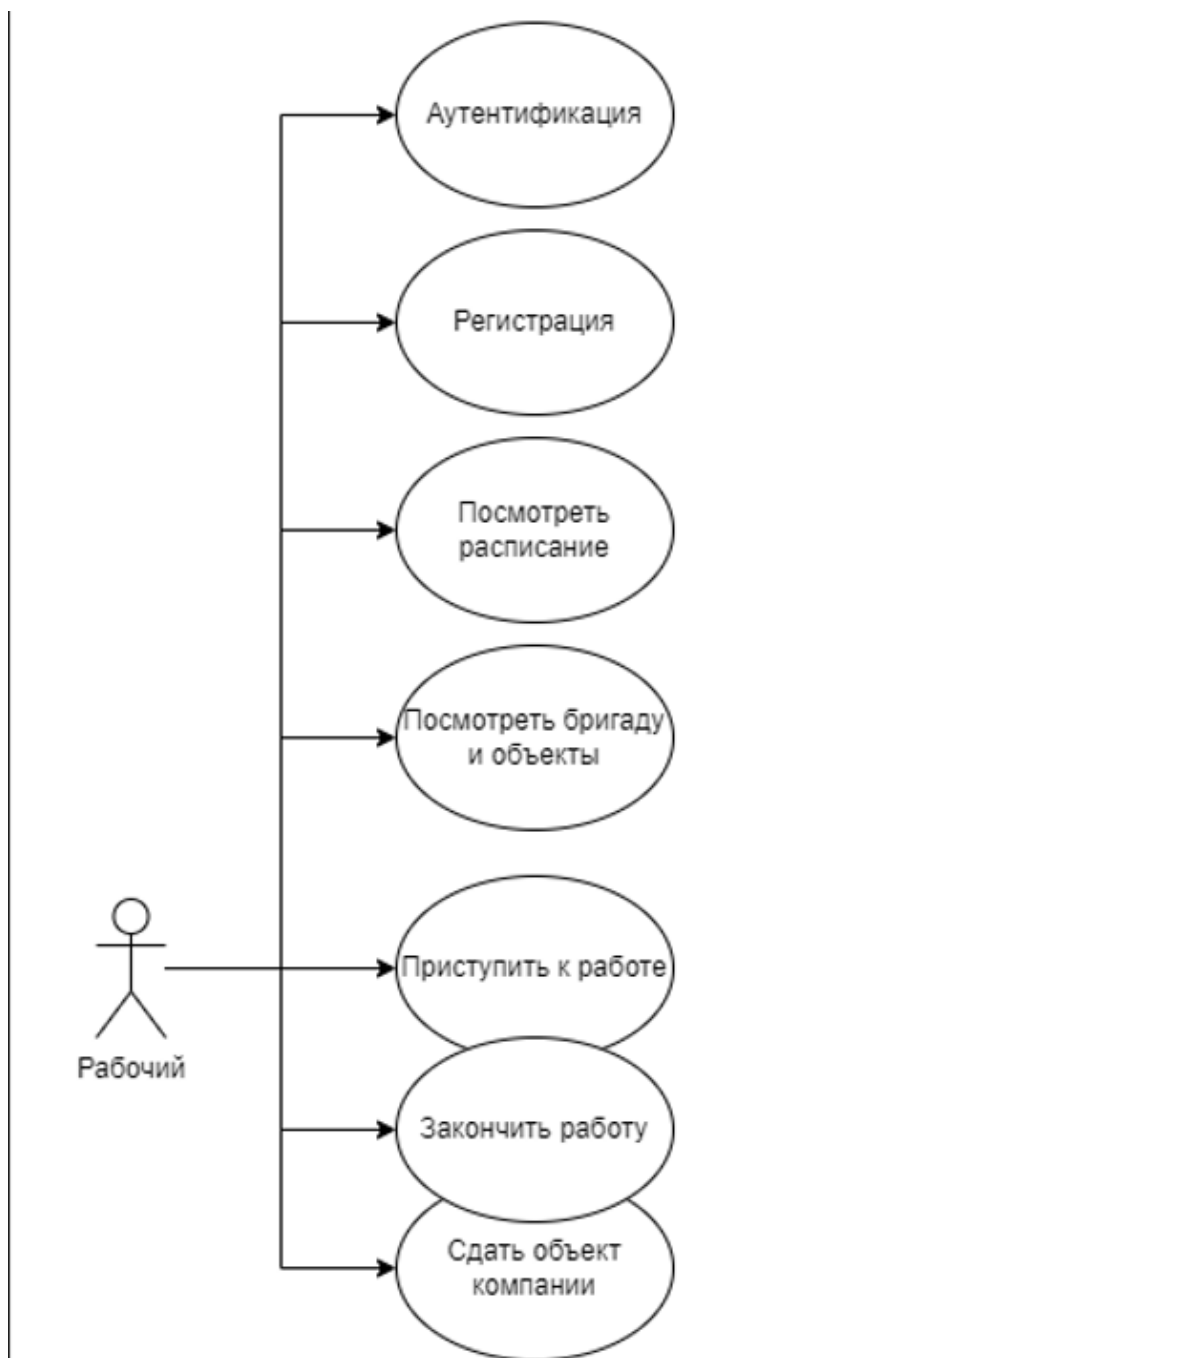 Аутентификация
Регистрация
Посмотреть
расписание
Посмотреть бригаду
и объекты
Приступить к работе
Рабочий
Закончить работу
Сдать объект
компании